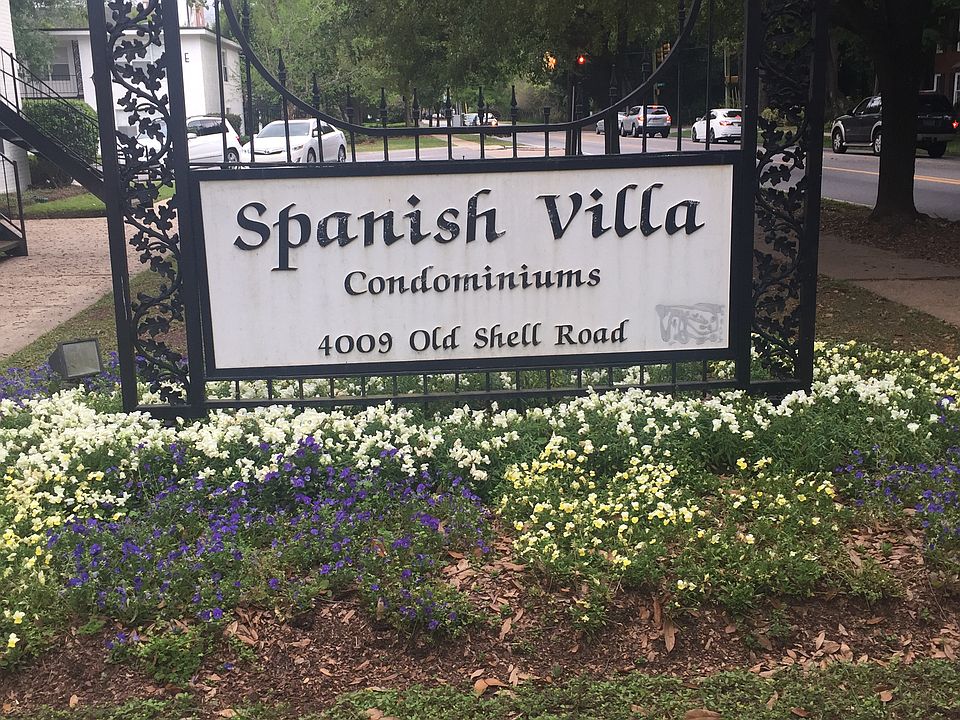 Spanish Villa
Condominiums
4009 Old Shell Road